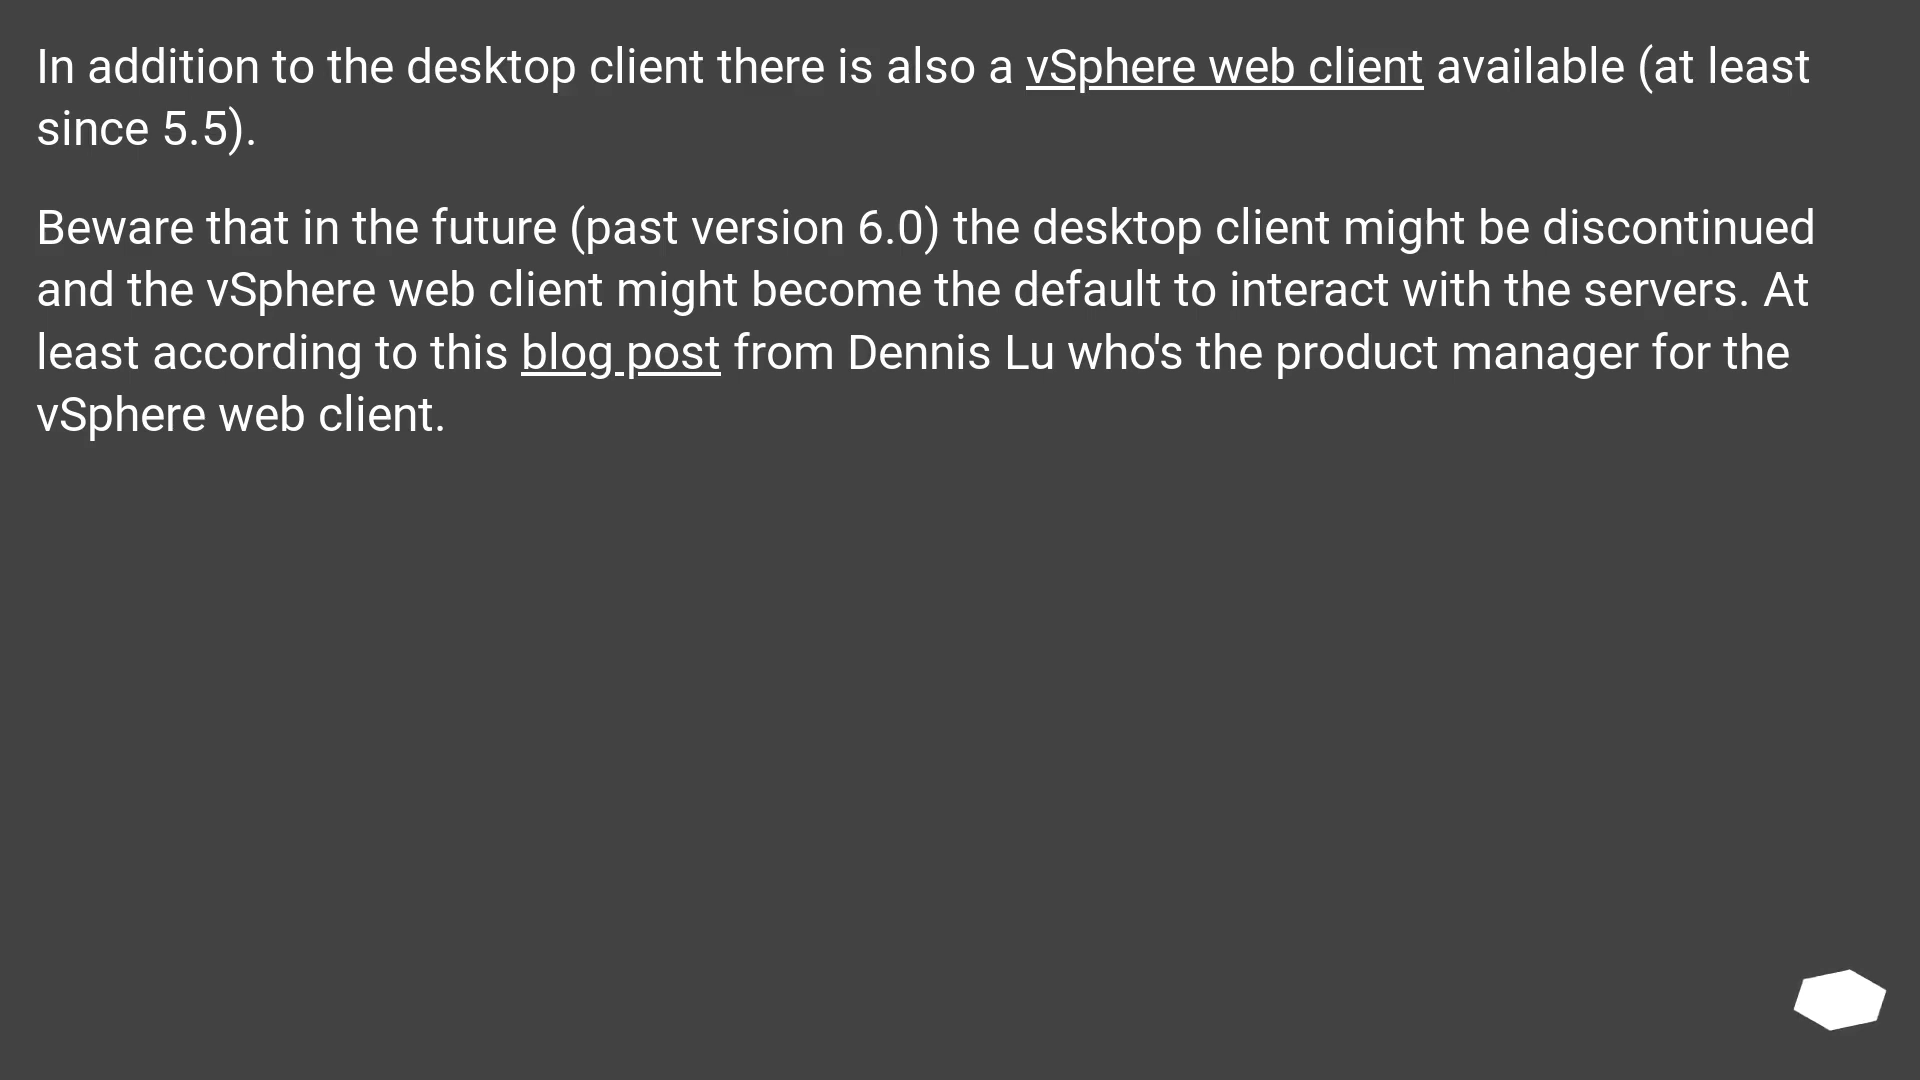 In addition to the desktop client there is also a vSphere web client available (at least
since 5.5).
Beware that in the future (past version 6.0) the desktop client might be discontinued
and the vSphere web client might become the default to interact with the servers. At
least according to this blog post from Dennis Lu who's the product manager for the
vSphere web client.